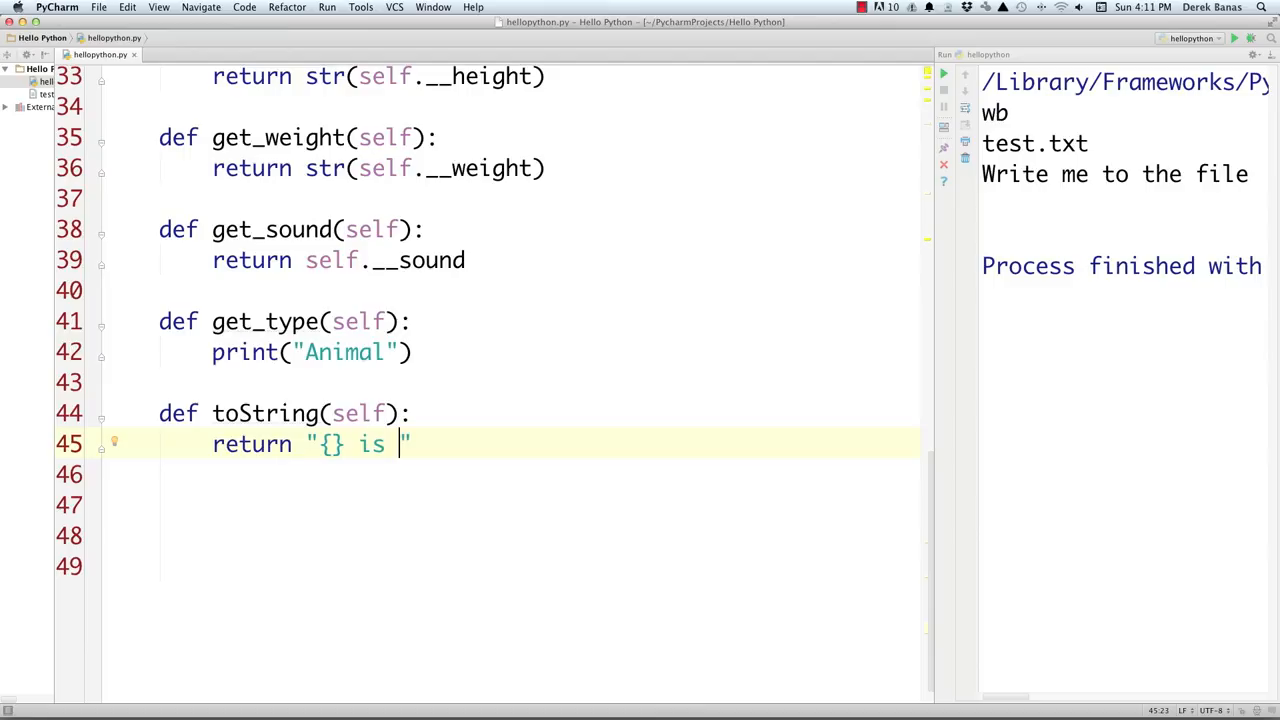 PyCharm File Edit View Navigate Code Refactor Run Tools VCS Window Help 10 Sun 4:11 PM Derek Banas
hellopython.py - Hello Python - [~/PycharmProjects/Hello Python]
Hello Python hellopython.py hellopython
hellopython.py Run hellopython
Hello P
hell
test
Externa
33 return str(self.__height)
34
35 def get_weight(self):
36 return str(self.__weight)
37
38 def get_sound(self):
39 return self.__sound
40
41 def get_type(self):
42 print("Animal")
43
44 def toString(self):
45 return "{} is "
46
47
48
49
/Library/Frameworks/Py
wb
test.txt
Write me to the file
Process finished with
45:23 LF UTF-8